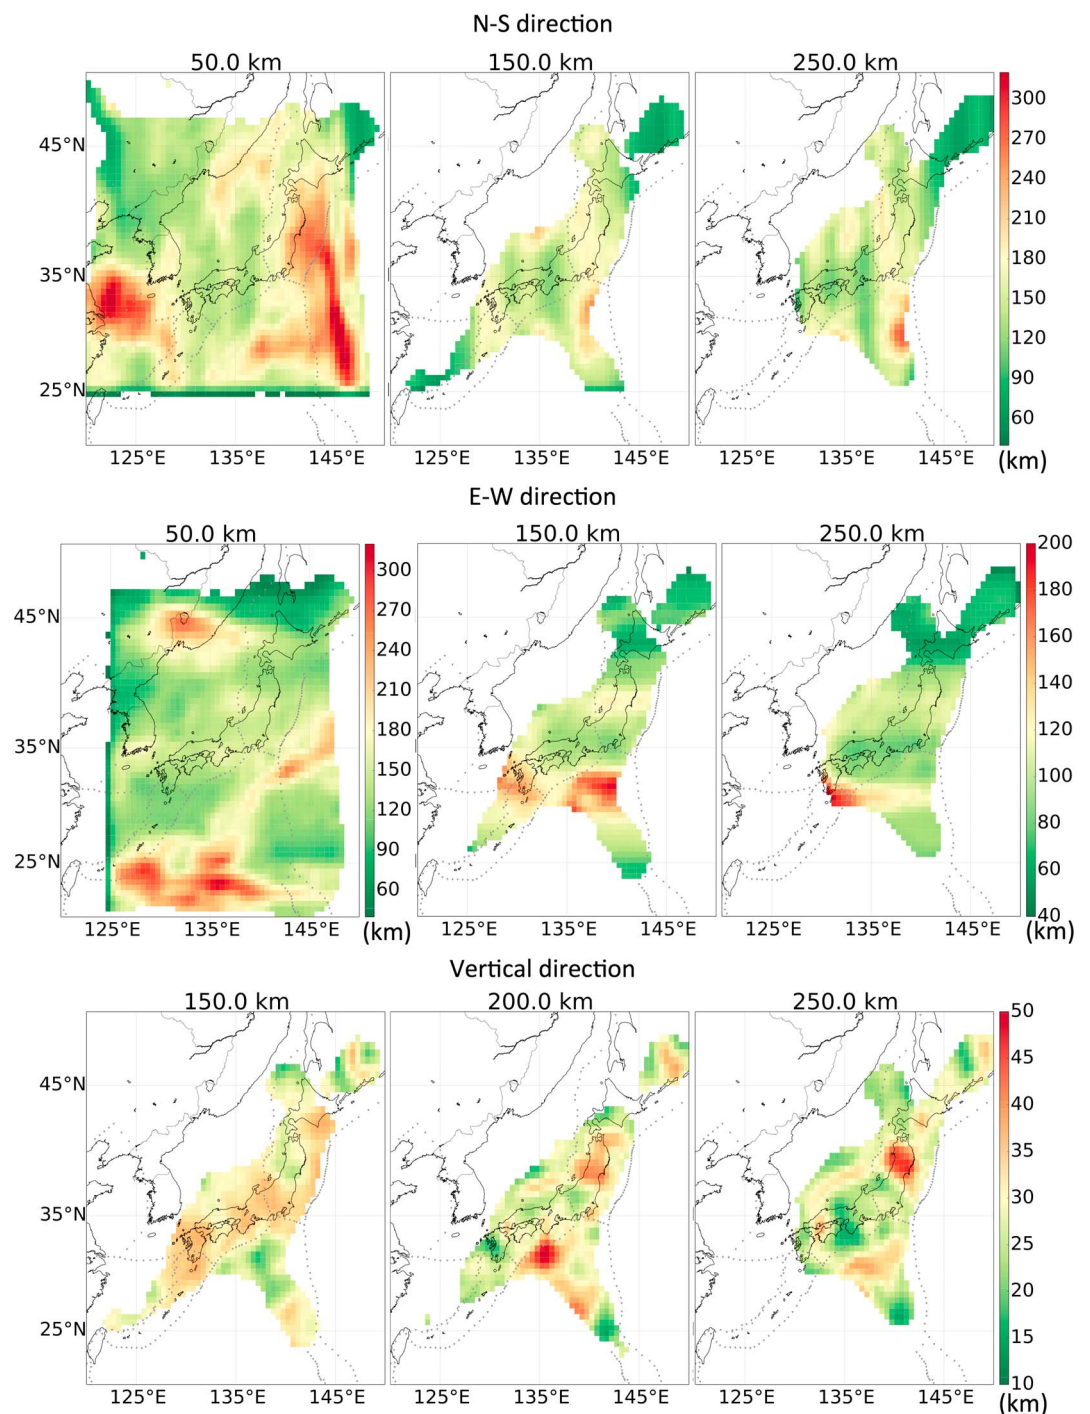 N-S direction
50.0 km 150.0 km 250.0 km
300
270
45°N
240
210
35°N
180
150
120
25°N
90
60
125°E 135°E 145°E 125°E 135°E 145°E 125°E 135°E 145°E (km)
E-W direction
50.0 km 150.0 km 250.0 km
200
300
180
45°N 270
240 160
210 140
35°N 180 120
150 100
120
25°N 90 80
60 60
40
125°E 135°E 145°E (km) 125°E 135°E 145°E 125°E 135°E 145°E (km)
Vertical direction
150.0 km 200.0 km 250.0 km
50
45
45°N
40
35
35°N
30
25
20
25°N
15
10
125°E 135°E 145°E 125°E 135°E 145°E 125°E 135°E 145°E (km)